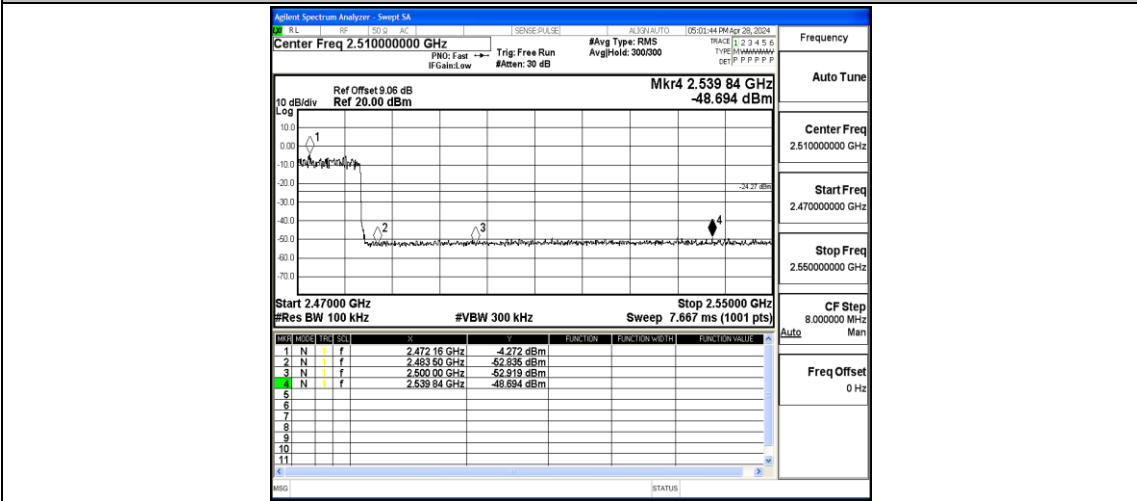 Agilent Spectrum Analyzer - Swept SA
RL RF 50 Ω AC SENSE:PULSE ALIGN AUTO 05:01:44 PM Apr 28, 2024
Center Freq 2.510000000 GHz
PNO: Fast
IFGain:Low
Trig: Free Run
#Atten: 30 dB
#Avg Type: RMS
Avg|Hold: 300/300
TRACE 1 2 3 4 5 6
TYPE MWWWWW
DET P P P P P P
Ref Offset 9.06 dB
Ref 20.00 dBm
10 dB/div
Log
Mkr4 2.539 84 GHz
-48.694 dBm
10.0
0.00
-10.0
-20.0
-30.0
-40.0
-50.0
-60.0
-70.0
1
2
3
4
-24.27 dBm
Start 2.47000 GHz Stop 2.55000 GHz
#Res BW 100 kHz #VBW 300 kHz Sweep 7.667 ms (1001 pts)
MKR MODE TRC SCL X Y FUNCTION FUNCTION WIDTH FUNCTION VALUE
1 N 1 f 2.472 16 GHz -4.272 dBm
2 N 1 f 2.483 50 GHz -52.835 dBm
3 N 1 f 2.500 00 GHz -52.919 dBm
4 N 1 f 2.539 84 GHz -48.694 dBm
5
6
7
8
9
10
11
MSG STATUS
Frequency
Auto Tune
Center Freq
2.510000000 GHz
Start Freq
2.470000000 GHz
Stop Freq
2.550000000 GHz
CF Step
8.000000 MHz
Auto Man
Freq Offset
0 Hz